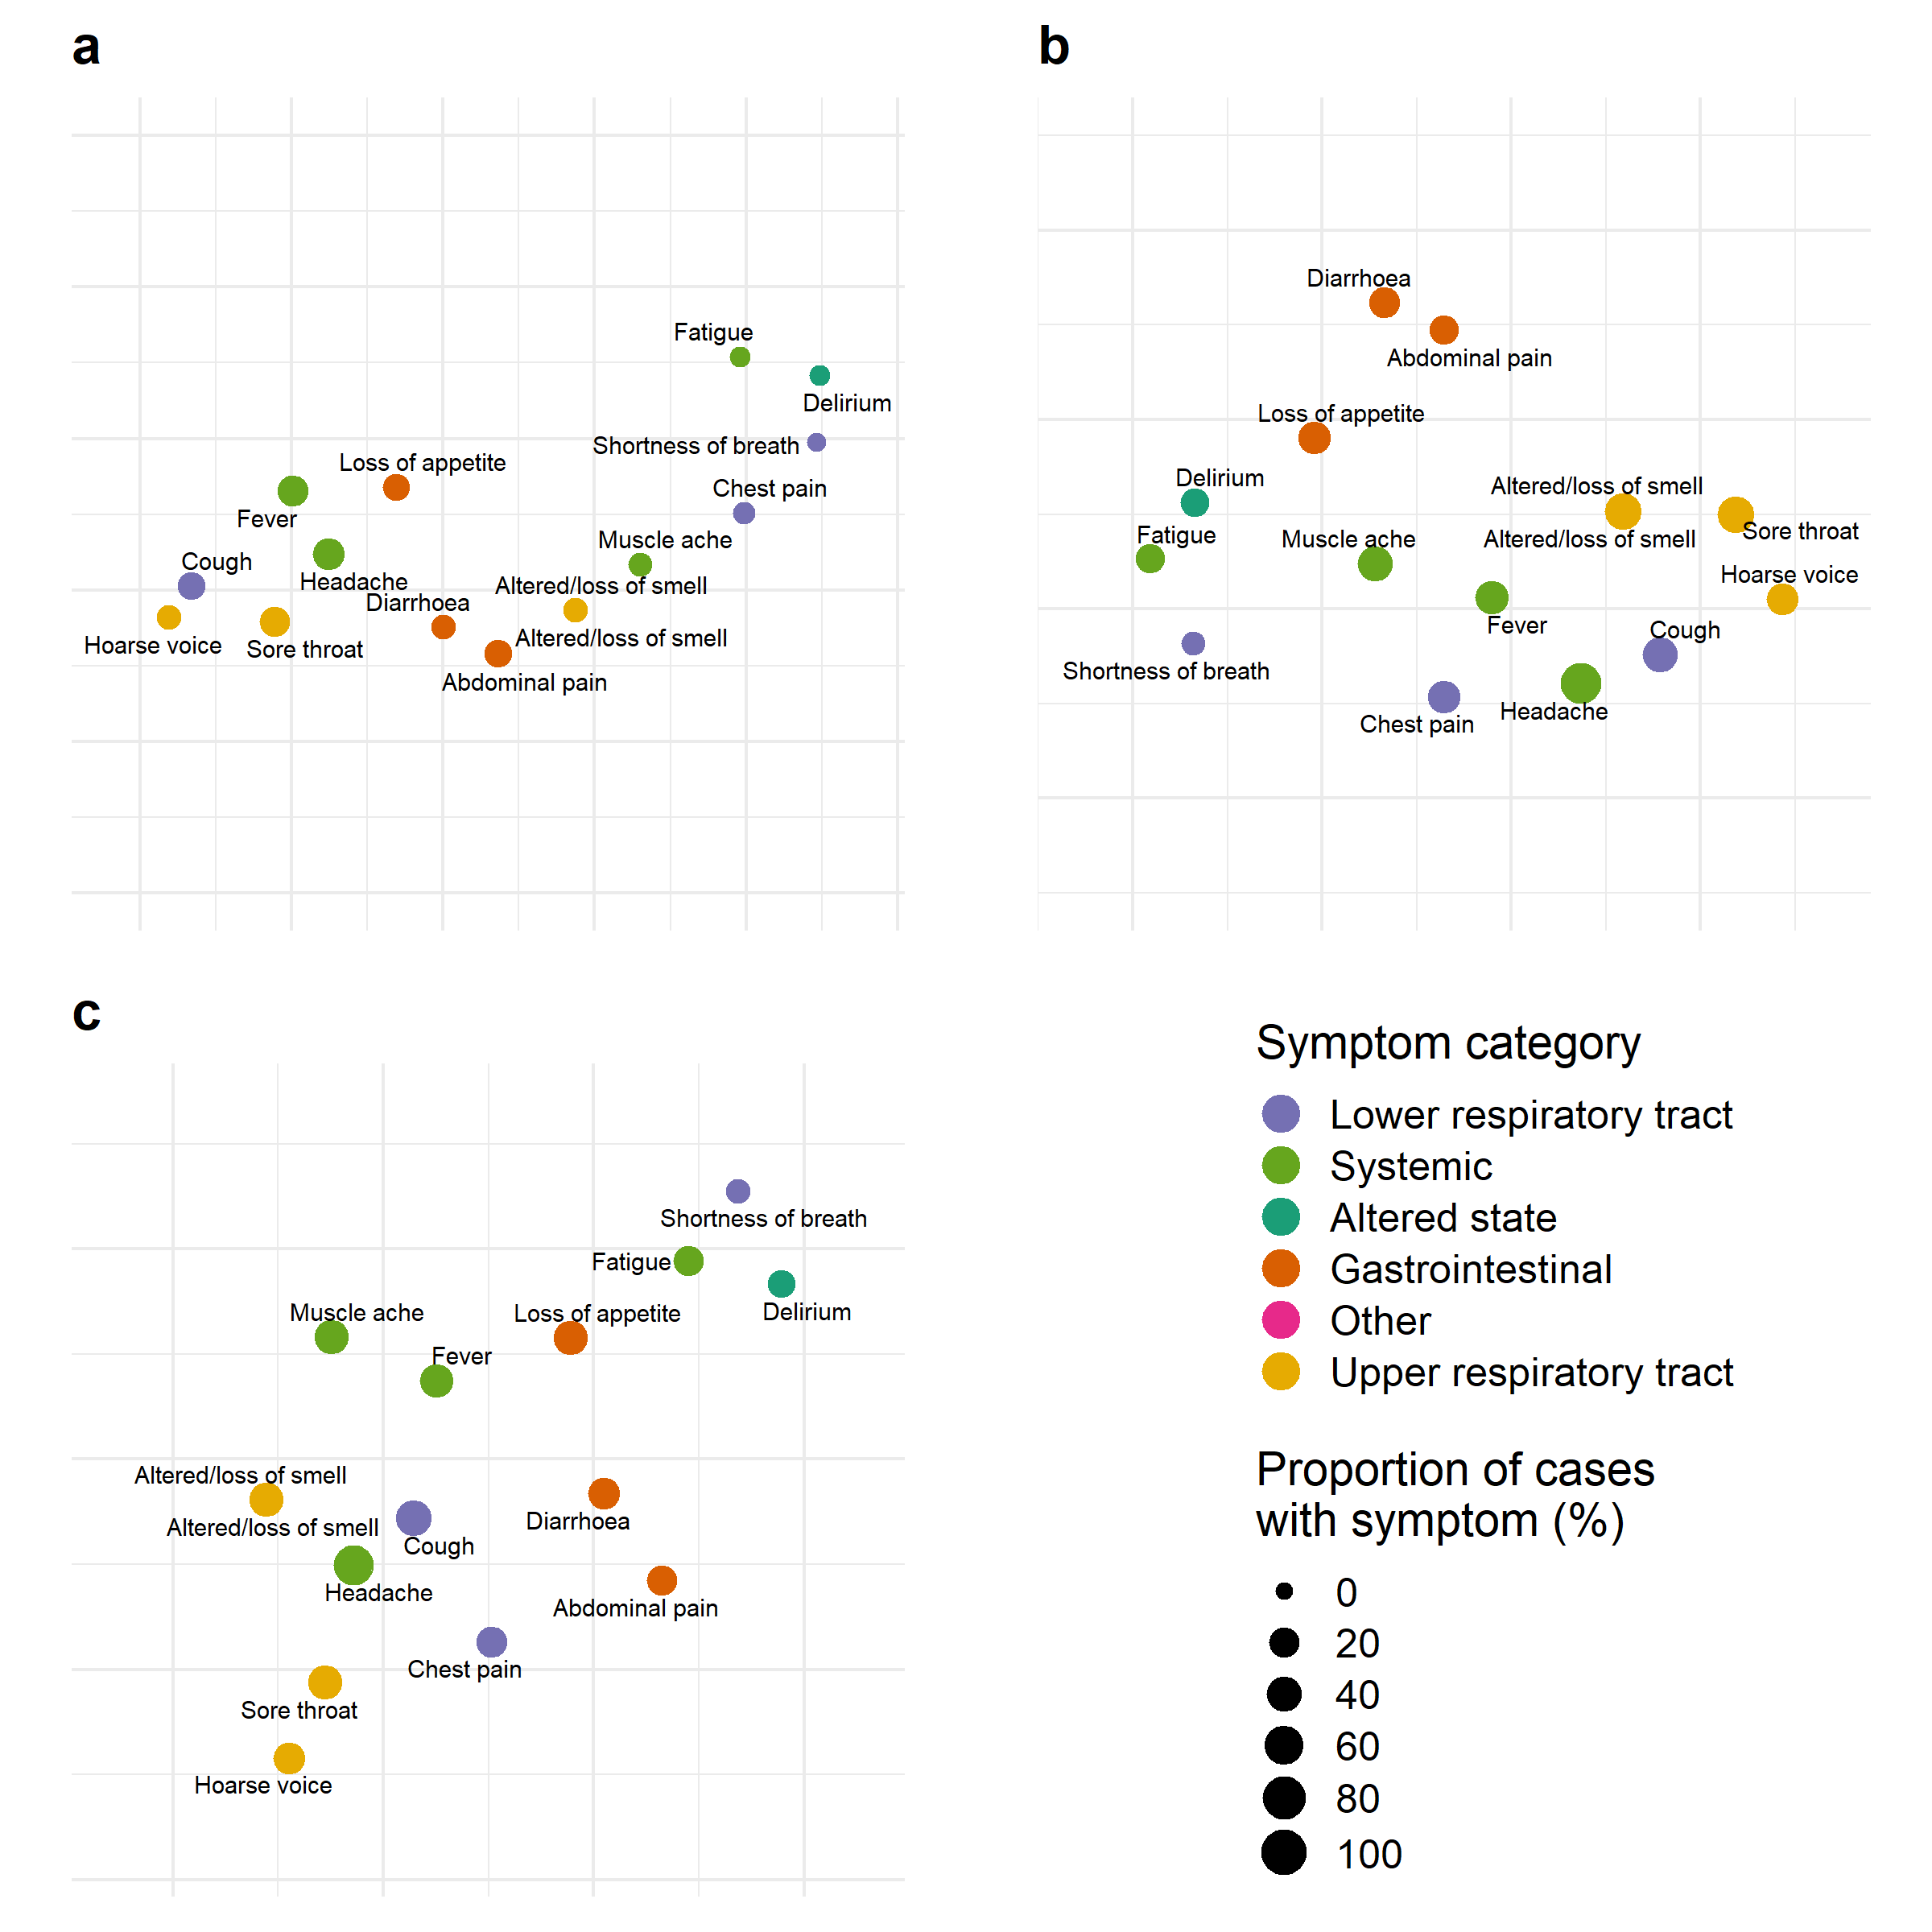 a
Fatigue
Delirium
Shortness of breath
Loss of appetite
Chest pain
Fever
Muscle ache
Cough
Headache
Altered/loss of smell
Diarrhoea
Altered/loss of smell
Hoarse voice
Sore throat
Abdominal pain
b
Diarrhoea
Abdominal pain
Loss of appetite
Delirium
Altered/loss of smell
Fatigue
Muscle ache
Altered/loss of smell
Sore throat
Hoarse voice
Fever
Cough
Shortness of breath
Headache
Chest pain
c
Shortness of breath
Fatigue
Delirium
Muscle ache
Loss of appetite
Fever
Altered/loss of smell
Altered/loss of smell
Diarrhoea
Cough
Headache
Abdominal pain
Chest pain
Sore throat
Hoarse voice
Symptom category
Lower respiratory tract
Systemic
Altered state
Gastrointestinal
Other
Upper respiratory tract
Proportion of cases
with symptom (%)
0
20
40
60
80
100